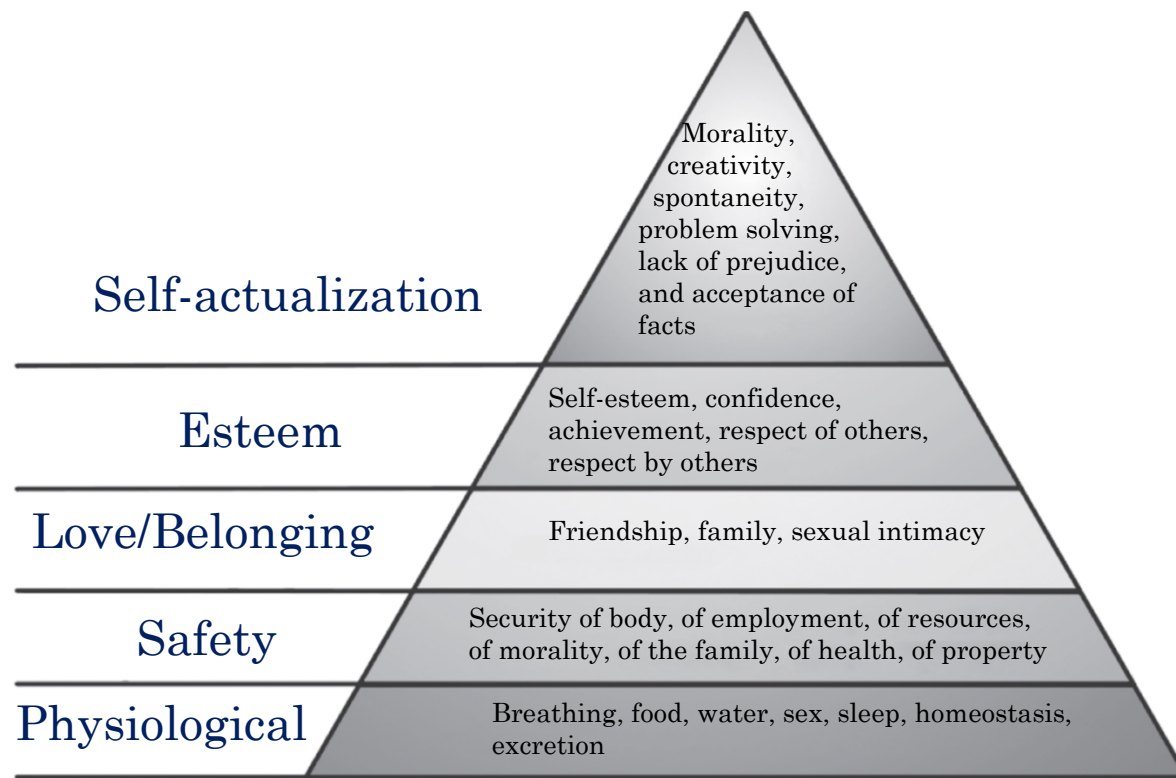 Morality,
creativity,
spontaneity,
problem solving,
lack of prejudice,
and acceptance of
facts
Self-actualization
Self-esteem, confidence,
achievement, respect of others,
respect by others
Esteem
Friendship, family, sexual intimacy
Love/Belonging
Security of body, of employment, of resources,
of morality, of the family, of health, of property
Safety
Breathing, food, water, sex, sleep, homeostasis,
excretion
Physiological